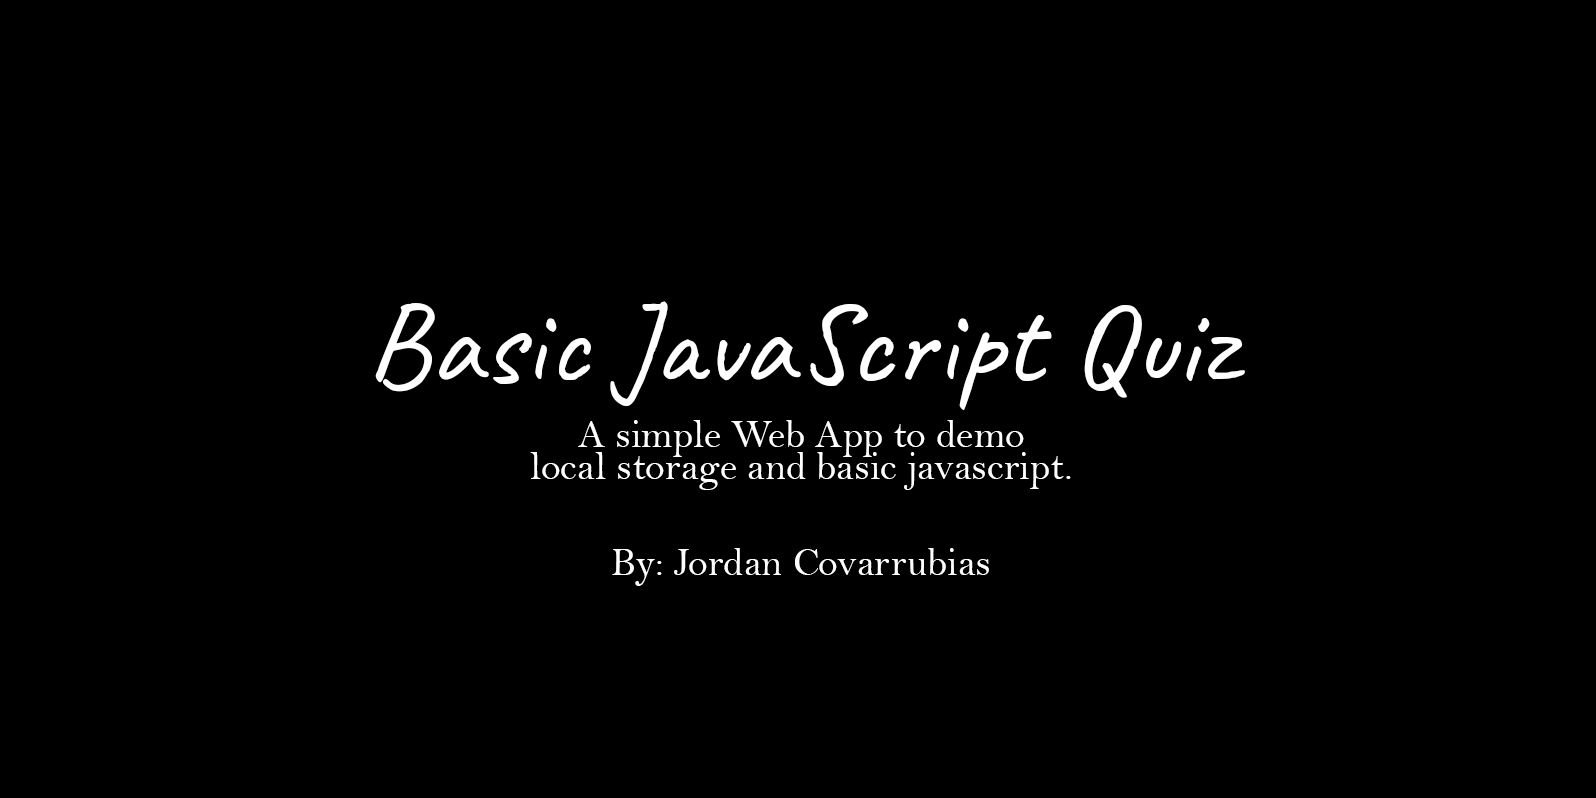 Basic JavaScript Quiz
A simple Web App to demo
local storage and basic javascript.
By: Jordan Covarrubias